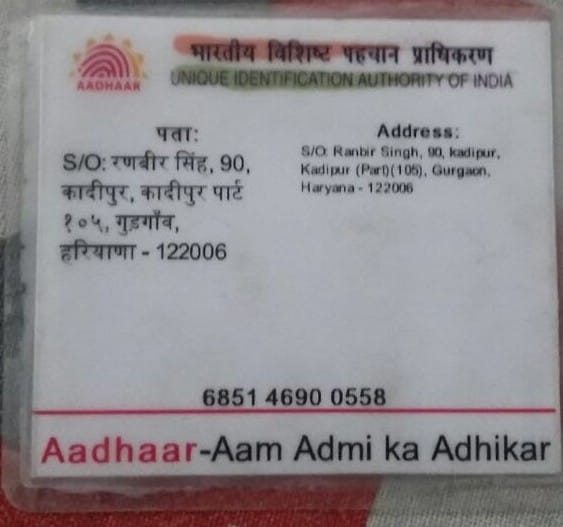 AADHAAR
भारतीय विशिष्ट पहचान प्राधिकरण
UNIQUE IDENTIFICATION AUTHORITY OF INDIA
पता:
S/O: रणबीर सिंह, 90,
कादीपुर, कादीपुर पार्ट
१०५, गुड़गाँव,
हरियाणा - 122006
Address:
S/O: Ranbir Singh, 90, kadipur,
Kadipur (Part)(105), Gurgaon,
Haryana - 122006
6851 4690 0558
Aadhaar-Aam Admi ka Adhikar